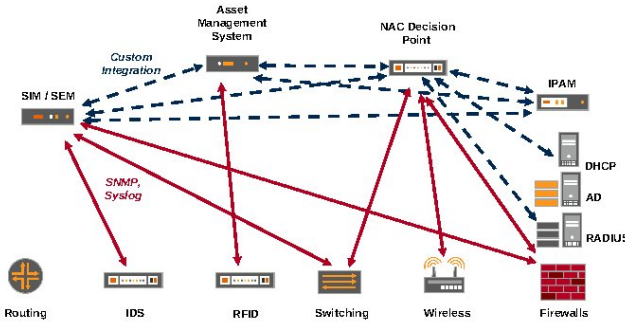 Asset
Management
System
NAC Decision
Point
Custom
Integration
SIM / SEM
IPAM
DHCP
AD
RADIUS
SNMP,
Syslog
Routing
IDS
RFID
Switching
Wireless
Firewalls